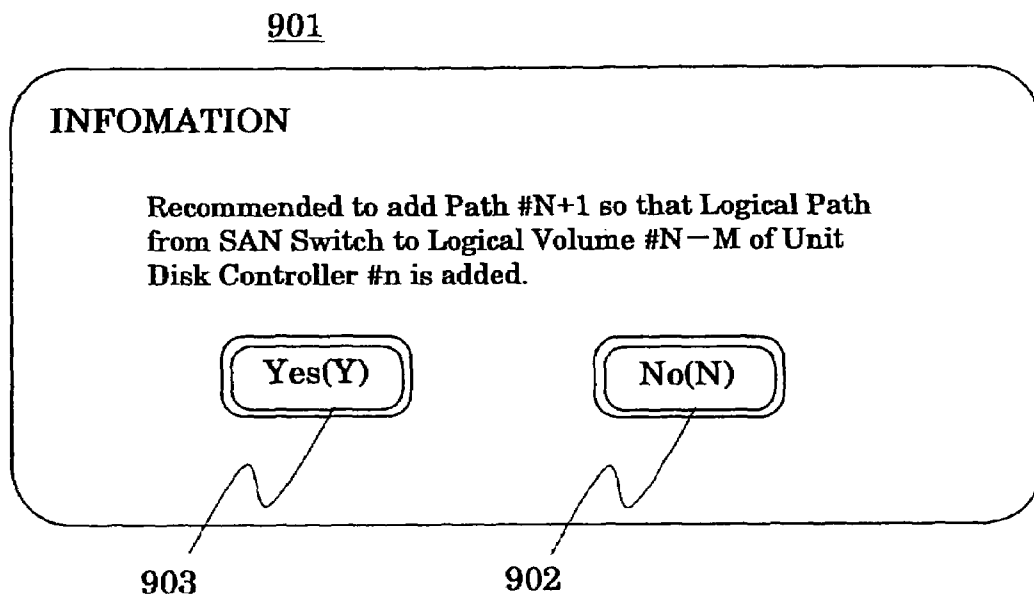 901
INFOMATION
Recommended to add Path #N+1 so that Logical Path
from SAN Switch to Logical Volume #N−M of Unit
Disk Controller #n is added.
Yes(Y) No(N)
903 902